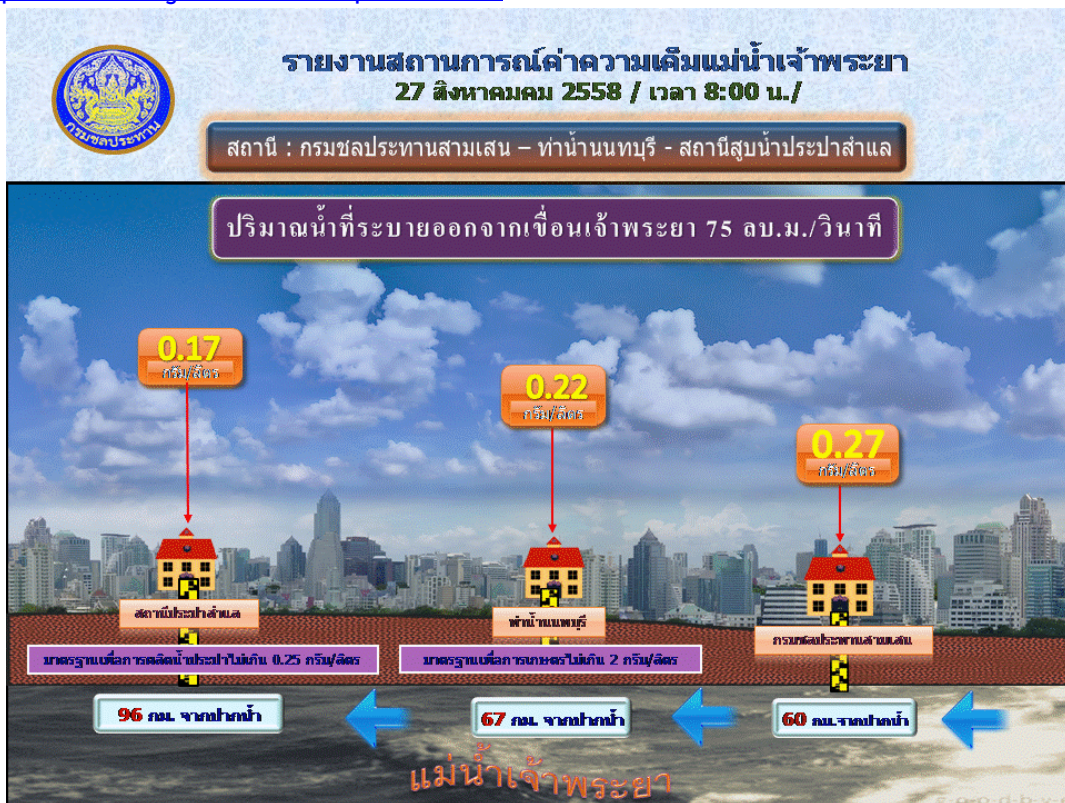 รายงานสถานการณ์ค่าความเค็มแม่น้ำเจ้าพระยา
27 สิงหาคมคม 2558 / เวลา 8:00 น./
กรมชลประทาน
สถานี : กรมชลประทานสามเสน – ท่าน้ำนนทบุรี - สถานีสูบน้ำประปาสำแล
ปริมาณน้ำที่ระบายออกจากเขื่อนเจ้าพระยา 75 ลบ.ม./วินาที
0.17
กรัม/ลิตร
0.22
กรัม/ลิตร
0.27
กรัม/ลิตร
สถานีประปาสำแล
ท่าน้ำนนทบุรี
กรมชลประทานสามเสน
มาตรฐานเพื่อการผลิตน้ำประปาไม่เกิน 0.25 กรัม/ลิตร
มาตรฐานเพื่อการเกษตรไม่เกิน 2 กรัม/ลิตร
96 กม. จากปากน้ำ
67 กม. จากปากน้ำ
60 กม.จากปากน้ำ
แม่น้ำเจ้าพระยา